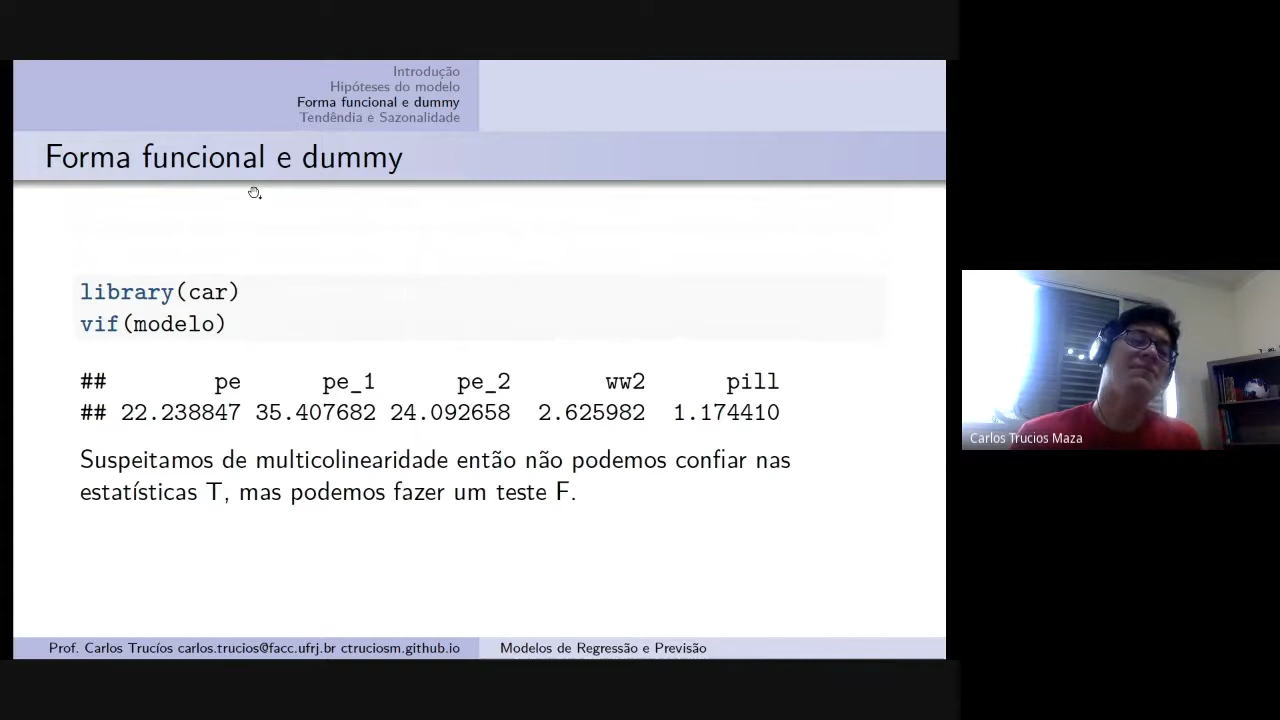 Introdução
Hipóteses do modelo
Forma funcional e dummy
Tendêndia e Sazonalidade
Forma funcional e dummy
library(car)
vif(modelo)
## pe pe_1 pe_2 ww2 pill
## 22.238847 35.407682 24.092658 2.625982 1.174410
Suspeitamos de multicolinearidade então não podemos confiar nas
estatísticas T, mas podemos fazer um teste F.
Carlos Trucios Maza
Prof. Carlos Trucíos carlos.trucios@facc.ufrj.br ctruciosm.github.io
Modelos de Regressão e Previsão